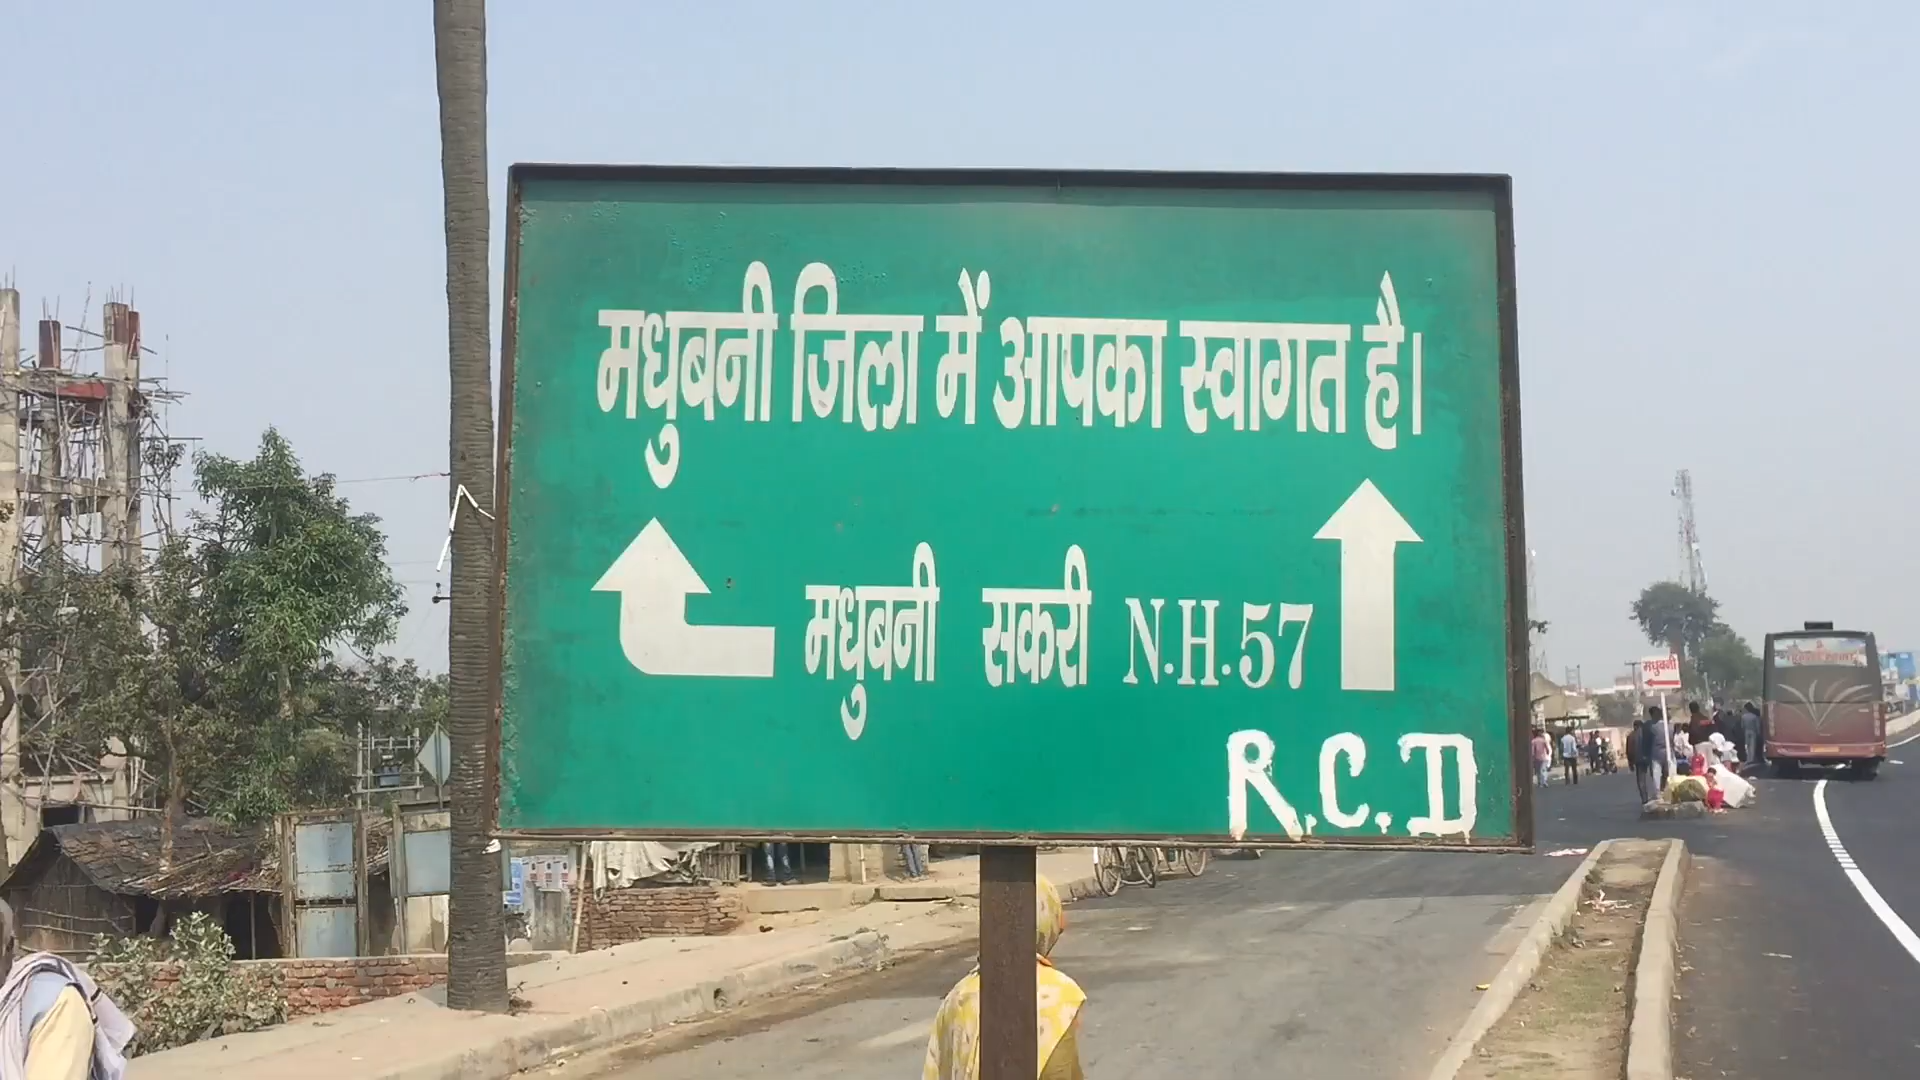 मधुबनी जिला में आपका स्वागत है।
मधुबनी सकरी N.H.57
R.C.D
मधुबनी